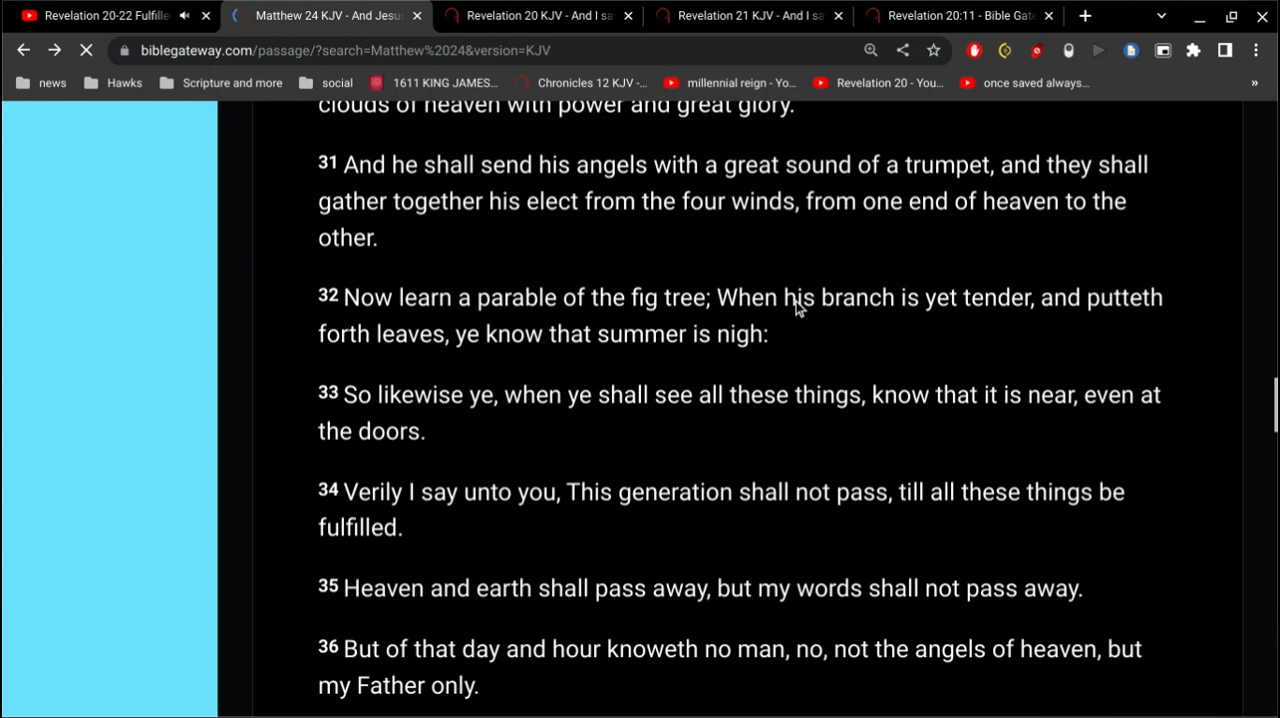 Revelation 20-22 Fulfille
Matthew 24 KJV - And Jesu
Revelation 20 KJV - And I sa
Revelation 21 KJV - And I sa
Revelation 20:11 - Bible Gat
biblegateway.com/passage/?search=Matthew%2024&version=KJV
news
Hawks
Scripture and more
social
1611 KING JAMES...
Chronicles 12 KJV -...
millennial reign - Yo...
Revelation 20 - You...
once saved always...
»
clouds of heaven with power and great glory.
31 And he shall send his angels with a great sound of a trumpet, and they shall
gather together his elect from the four winds, from one end of heaven to the
other.
32 Now learn a parable of the fig tree; When his branch is yet tender, and putteth
forth leaves, ye know that summer is nigh:
33 So likewise ye, when ye shall see all these things, know that it is near, even at
the doors.
34 Verily I say unto you, This generation shall not pass, till all these things be
fulfilled.
35 Heaven and earth shall pass away, but my words shall not pass away.
36 But of that day and hour knoweth no man, no, not the angels of heaven, but
my Father only.